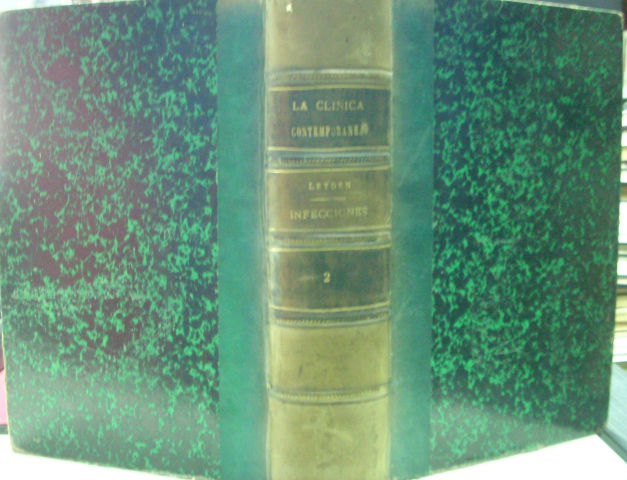 LA CLINICA
CONTEMPORANEA
LEYDEN
INFECCIONES
2